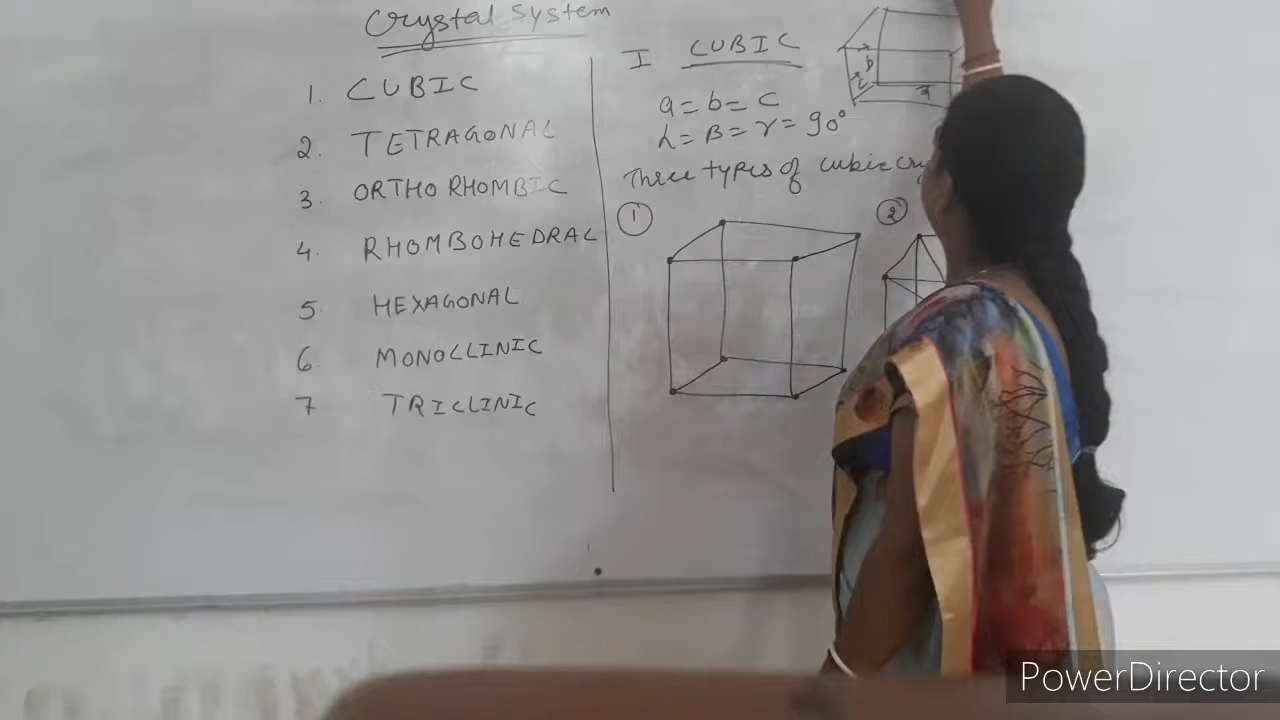 Crystal System
1. CUBIC
2. TETRAGONAL
3. ORTHORHOMBIC
4. RHOMBOHEDRAL
5. HEXAGONAL
6. MONOCLINIC
7 TRICLINIC
I CUBIC
a = b = c
α = β = γ = 90°
Three types of cubic
b
c
a
1
2
PowerDirector